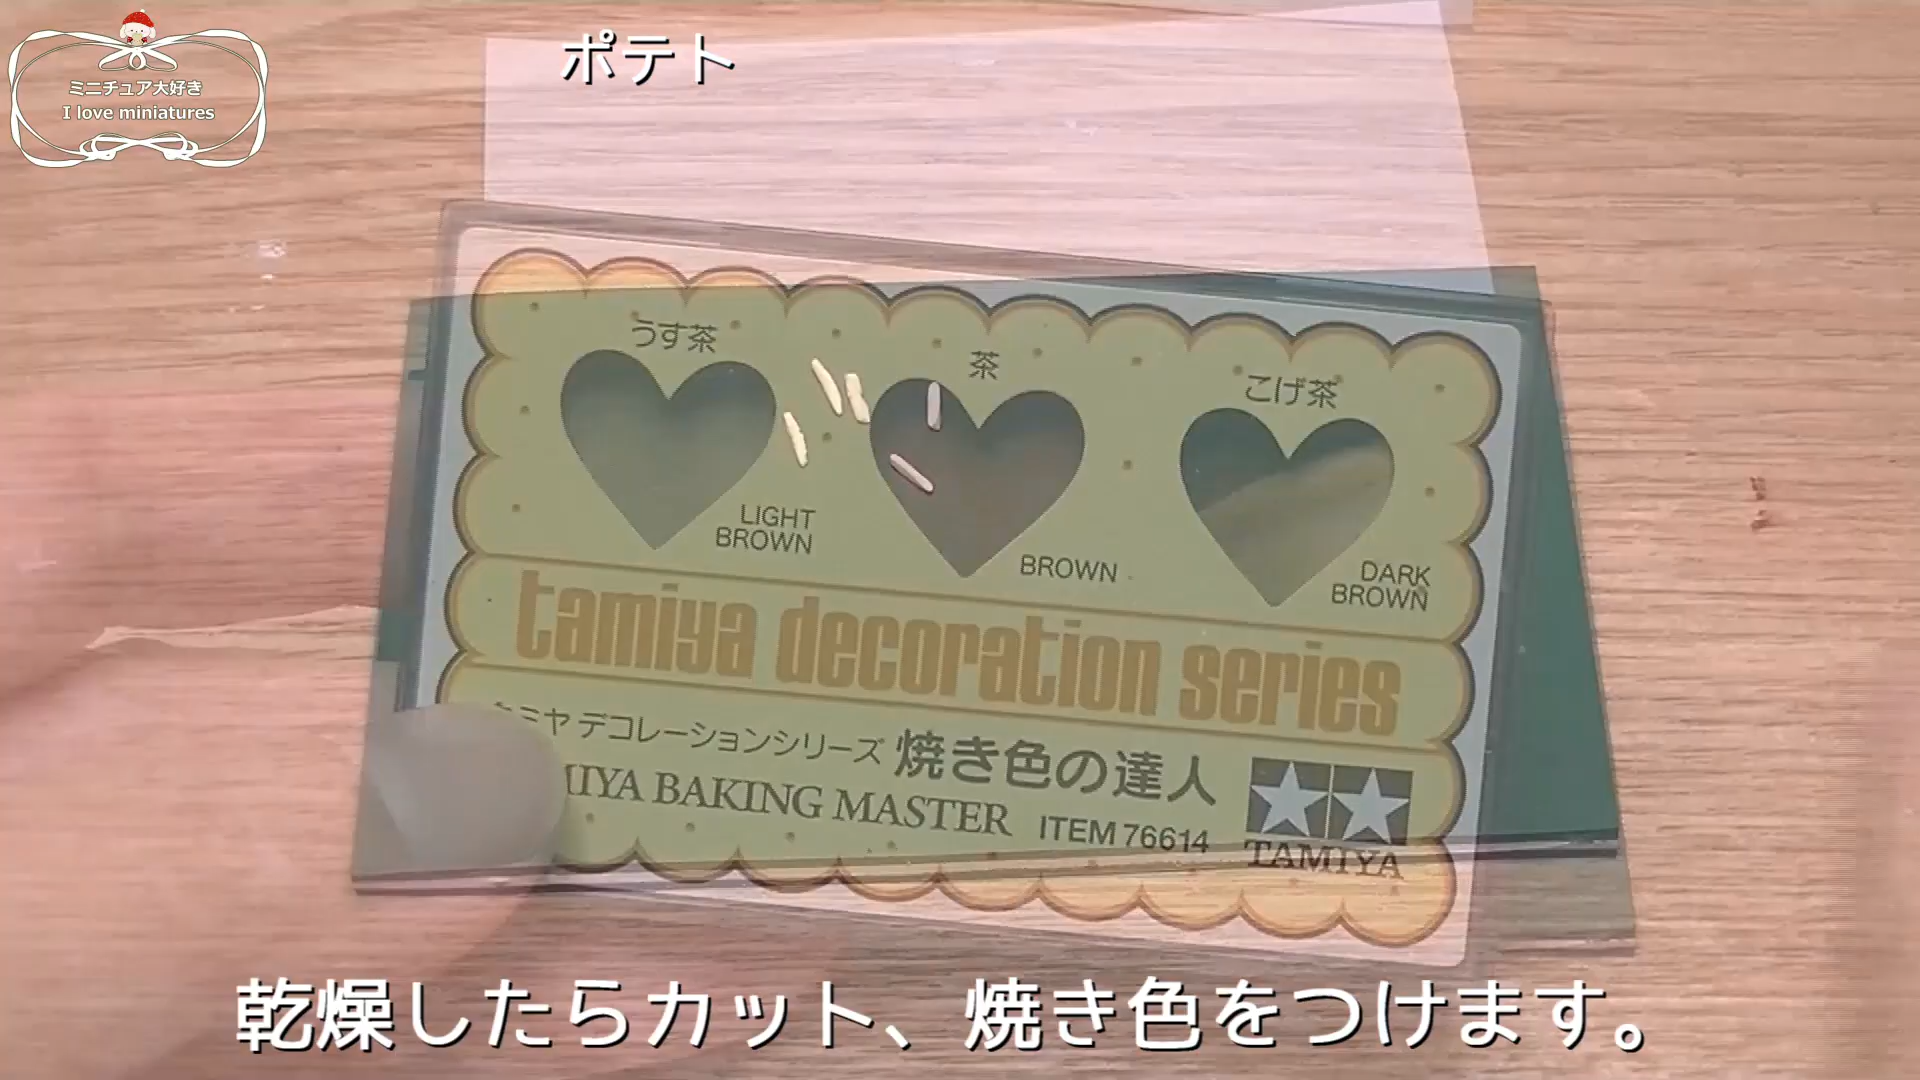 ポテト
ミニチュア大好き
I love miniatures
うす茶
茶
こげ茶
LIGHT
BROWN
BROWN
DARK
BROWN
tamiya decoration series
ミヤ デコレーションシリーズ 焼き色の達人
MIYA BAKING MASTER ITEM 76614
TAMIYA
乾燥したらカット、焼き色をつけます。